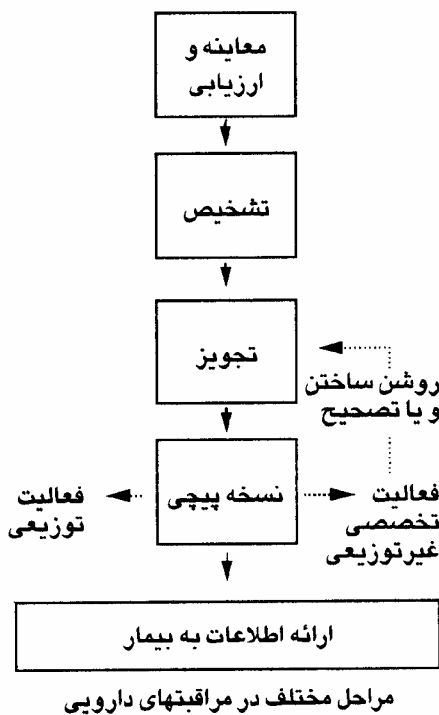 معاینه و
ارزیابی
تشخیص
تجویز
روشن ساختن
و یا تصحیح
نسخه پیچی
فعالیت
تخصصی
غیرتوزیعی
فعالیت
توزیعی
ارائه اطلاعات به بیمار
مراحل مختلف در مراقبتهای دارویی